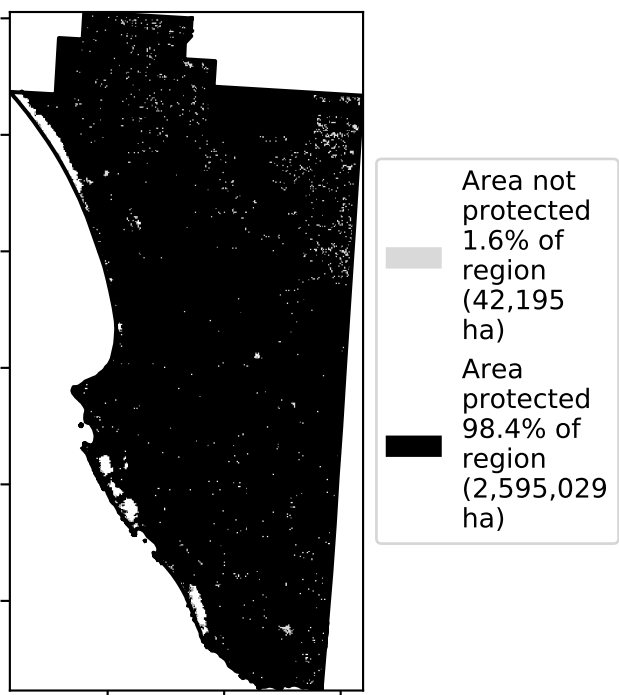 Area not
protected
1.6% of
region
(42,195
ha)
Area
protected
98.4% of
region
(2,595,029
ha)